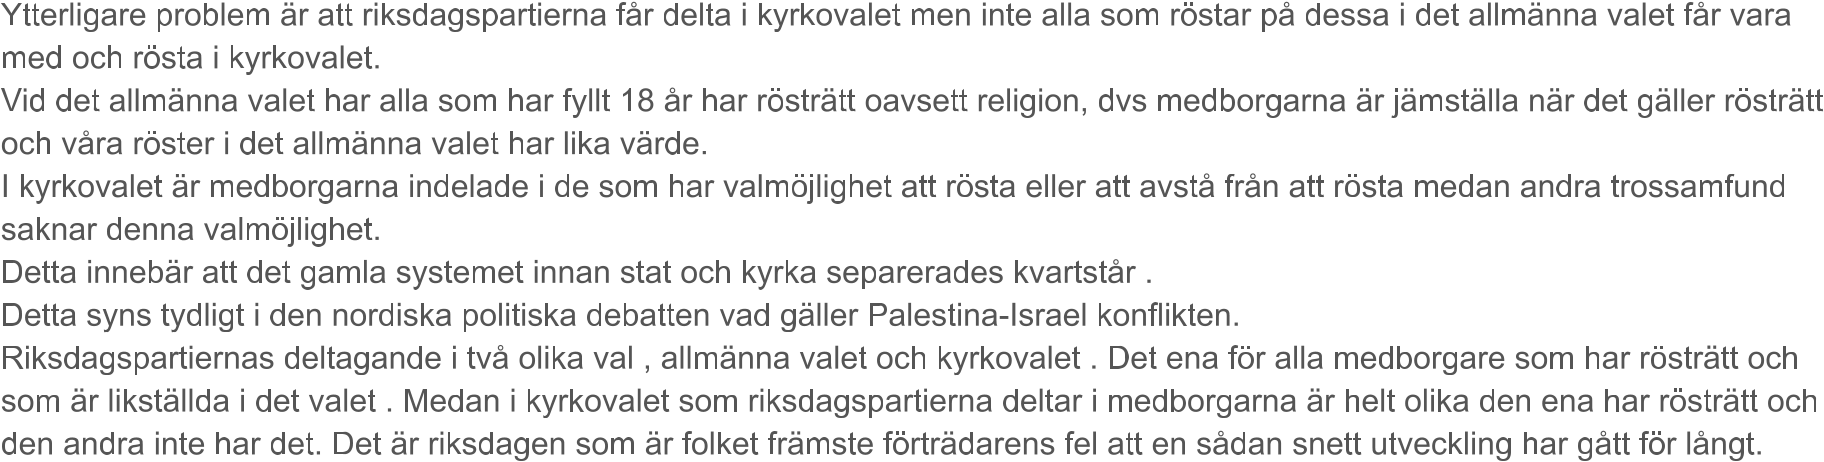 Ytterligare problem är att riksdagspartierna får delta i kyrkovalet men inte alla som röstar på dessa i det allmänna valet får vara
med och rösta i kyrkovalet.
Vid det allmänna valet har alla som har fyllt 18 år har rösträtt oavsett religion, dvs medborgarna är jämställa när det gäller rösträtt
och våra röster i det allmänna valet har lika värde.
I kyrkovalet är medborgarna indelade i de som har valmöjlighet att rösta eller att avstå från att rösta medan andra trossamfund
saknar denna valmöjlighet.
Detta innebär att det gamla systemet innan stat och kyrka separerades kvartstår .
Detta syns tydligt i den nordiska politiska debatten vad gäller Palestina-Israel konflikten.
Riksdagspartiernas deltagande i två olika val , allmänna valet och kyrkovalet . Det ena för alla medborgare som har rösträtt och
som är likställda i det valet . Medan i kyrkovalet som riksdagspartierna deltar i medborgarna är helt olika den ena har rösträtt och
den andra inte har det. Det är riksdagen som är folket främste förträdarens fel att en sådan snett utveckling har gått för långt.